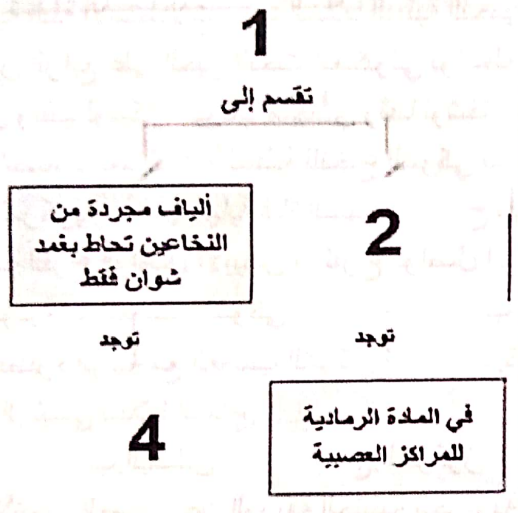 1
تقسم إلى
2
ألياف مجردة من
النخاعين تحاط بغمد
شوان فقط
توجد
توجد
في المادة الرمادية
للمراكز العصبية
4